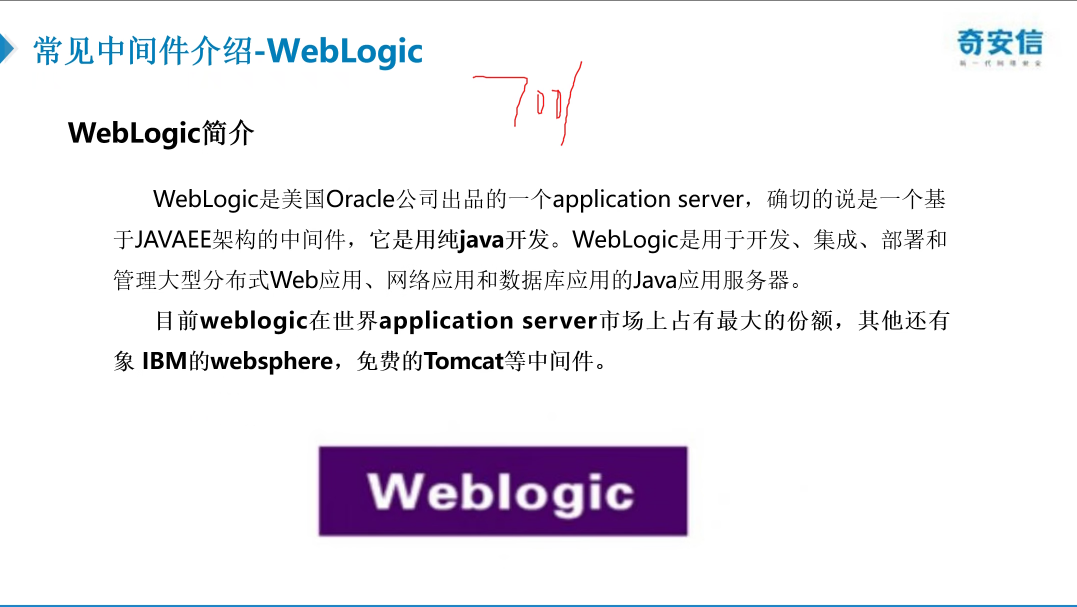 常见中间件介绍-WebLogic
奇安信
新一代网络安全
7001
WebLogic简介
WebLogic是美国Oracle公司出品的一个application server，确切的说是一个基
于JAVAEE架构的中间件，它是用纯java开发。WebLogic是用于开发、集成、部署和
管理大型分布式Web应用、网络应用和数据库应用的Java应用服务器。
目前weblogic在世界application server市场上占有最大的份额，其他还有
象 IBM的websphere，免费的Tomcat等中间件。
Weblogic